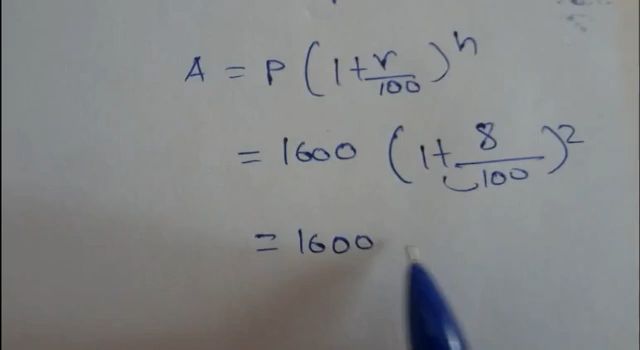 A = P (1 + r/100)^n
= 1600 (1 + 8/100)^2
= 1600